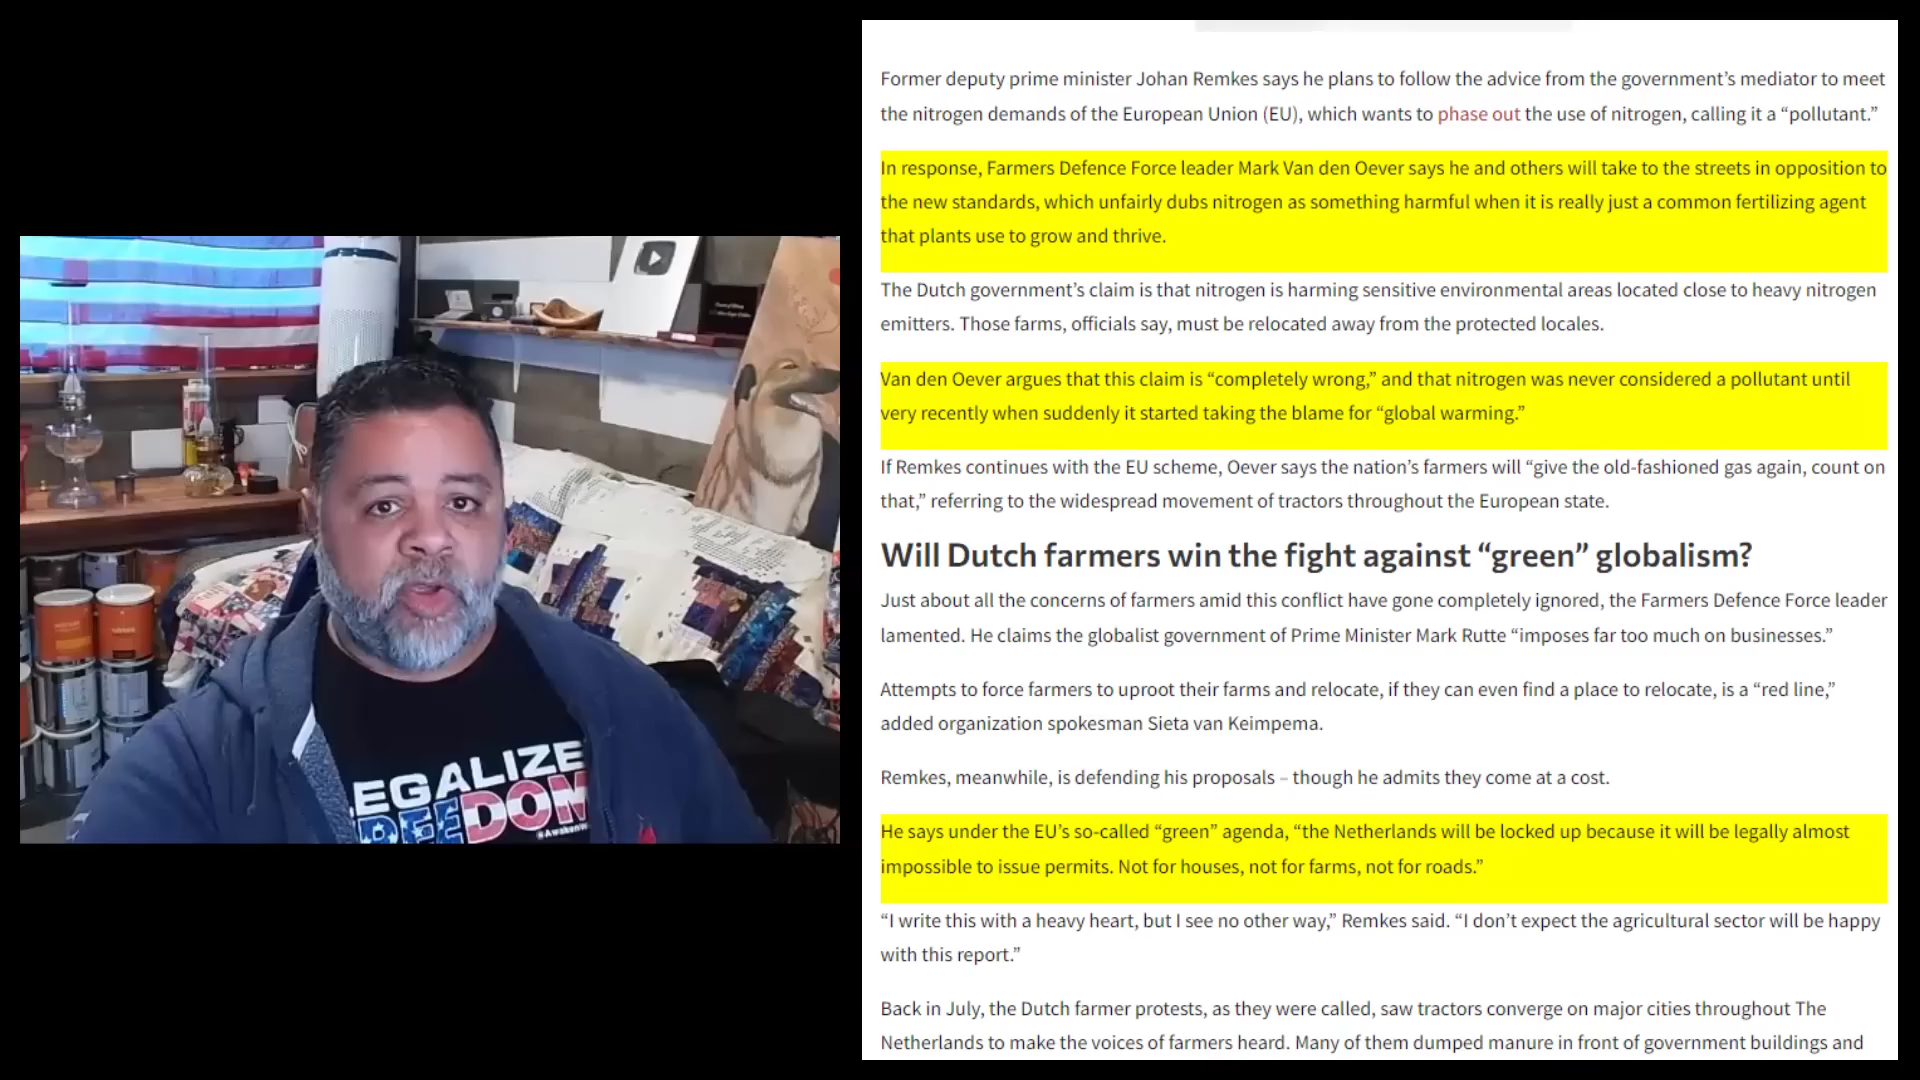 Former deputy prime minister Johan Remkes says he plans to follow the advice from the government’s mediator to meet
the nitrogen demands of the European Union (EU), which wants to phase out the use of nitrogen, calling it a “pollutant.”
In response, Farmers Defence Force leader Mark Van den Oever says he and others will take to the streets in opposition to
the new standards, which unfairly dubs nitrogen as something harmful when it is really just a common fertilizing agent
that plants use to grow and thrive.
The Dutch government’s claim is that nitrogen is harming sensitive environmental areas located close to heavy nitrogen
emitters. Those farms, officials say, must be relocated away from the protected locales.
Van den Oever argues that this claim is “completely wrong,” and that nitrogen was never considered a pollutant until
very recently when suddenly it started taking the blame for “global warming.”
If Remkes continues with the EU scheme, Oever says the nation’s farmers will “give the old-fashioned gas again, count on
that,” referring to the widespread movement of tractors throughout the European state.
Will Dutch farmers win the fight against “green” globalism?
Just about all the concerns of farmers amid this conflict have gone completely ignored, the Farmers Defence Force leader
lamented. He claims the globalist government of Prime Minister Mark Rutte “imposes far too much on businesses.”
Attempts to force farmers to uproot their farms and relocate, if they can even find a place to relocate, is a “red line,”
added organization spokesman Sieta van Keimpema.
Remkes, meanwhile, is defending his proposals – though he admits they come at a cost.
He says under the EU’s so-called “green” agenda, “the Netherlands will be locked up because it will be legally almost
impossible to issue permits. Not for houses, not for farms, not for roads.”
“I write this with a heavy heart, but I see no other way,” Remkes said. “I don’t expect the agricultural sector will be happy
with this report.”
Back in July, the Dutch farmer protests, as they were called, saw tractors converge on major cities throughout The
Netherlands to make the voices of farmers heard. Many of them dumped manure in front of government buildings and
EGALIZE
REEDOM